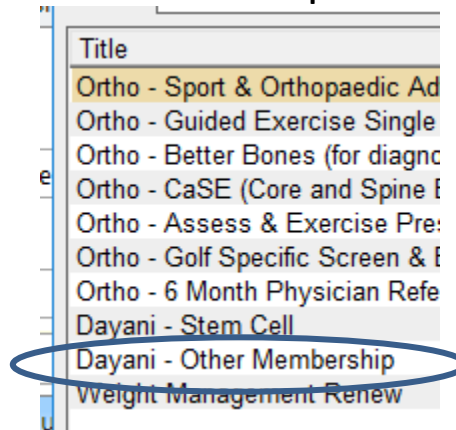 Title
Ortho - Sport & Orthopaedic Ad
Ortho - Guided Exercise Single
Ortho - Better Bones (for diagno
Ortho - CaSE (Core and Spine E
Ortho - Assess & Exercise Pres
Ortho - Golf Specific Screen & E
Ortho - 6 Month Physician Refe
Dayani - Stem Cell
Dayani - Other Membership
Weight Management Renew